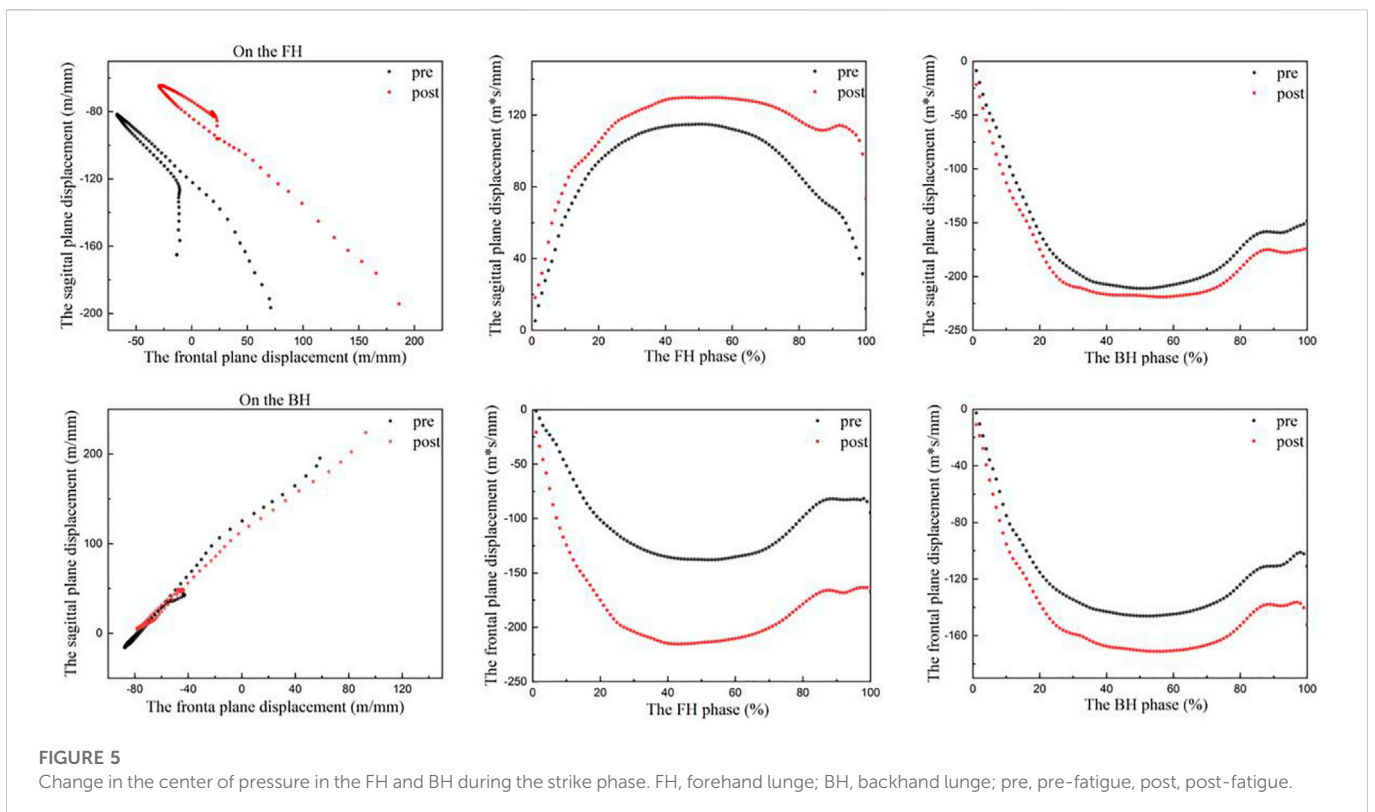 On the FH
pre
post
The sagittal plane displacement (m/mm)
-80
-120
-160
-200
-50
0
50
100
150
200
The frontal plane displacement (m/mm)
pre
post
The sagittal plane displacement (m*s/mm)
120
80
40
0
0
20
40
60
80
100
The FH phase (%)
pre
post
The sagittal plane displacement (m*s/mm)
0
-50
-100
-150
-200
-250
0
20
40
60
80
100
The BH phase (%)
On the BH
pre
post
The sagittal plane displacement (m/mm)
200
100
0
-80
-40
0
40
80
120
The fronta plane displacement (m/mm)
pre
post
The frontal plane displacement (m*s/mm)
0
-50
-100
-150
-200
-250
0
20
40
60
80
100
The FH phase (%)
pre
post
The frontal plane displacement (m*s/mm)
0
-40
-80
-120
-160
0
20
40
60
80
100
The BH phase (%)
FIGURE 5
Change in the center of pressure in the FH and BH during the strike phase. FH, forehand lunge; BH, backhand lunge; pre, pre-fatigue, post, post-fatigue.